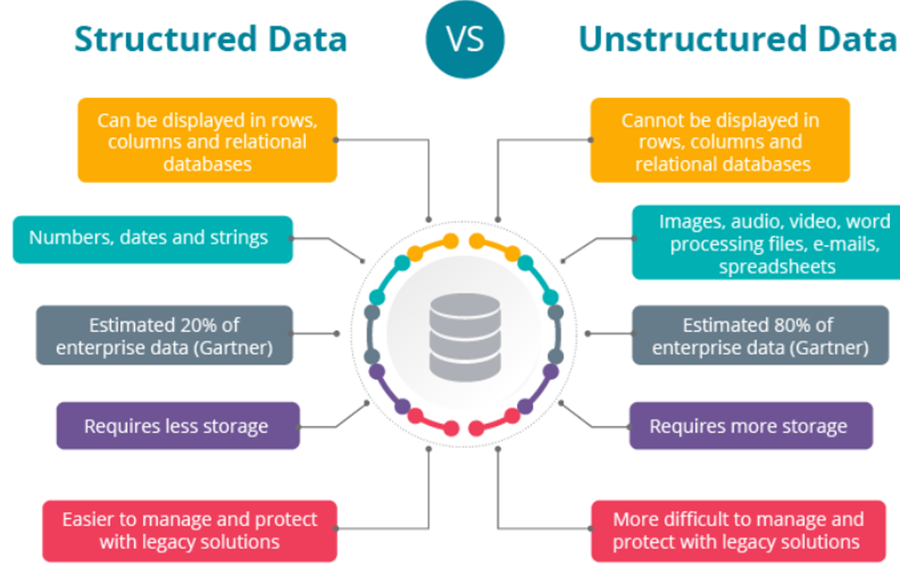 Structured Data
VS
Unstructured Data
Can be displayed in rows,
columns and relational
databases
Cannot be displayed in
rows, columns and
relational databases
Numbers, dates and strings
Images, audio, video, word
processing files, e-mails,
spreadsheets
Estimated 20% of
enterprise data (Gartner)
Estimated 80% of
enterprise data (Gartner)
Requires less storage
Requires more storage
Easier to manage and protect
with legacy solutions
More difficult to manage and
protect with legacy solutions